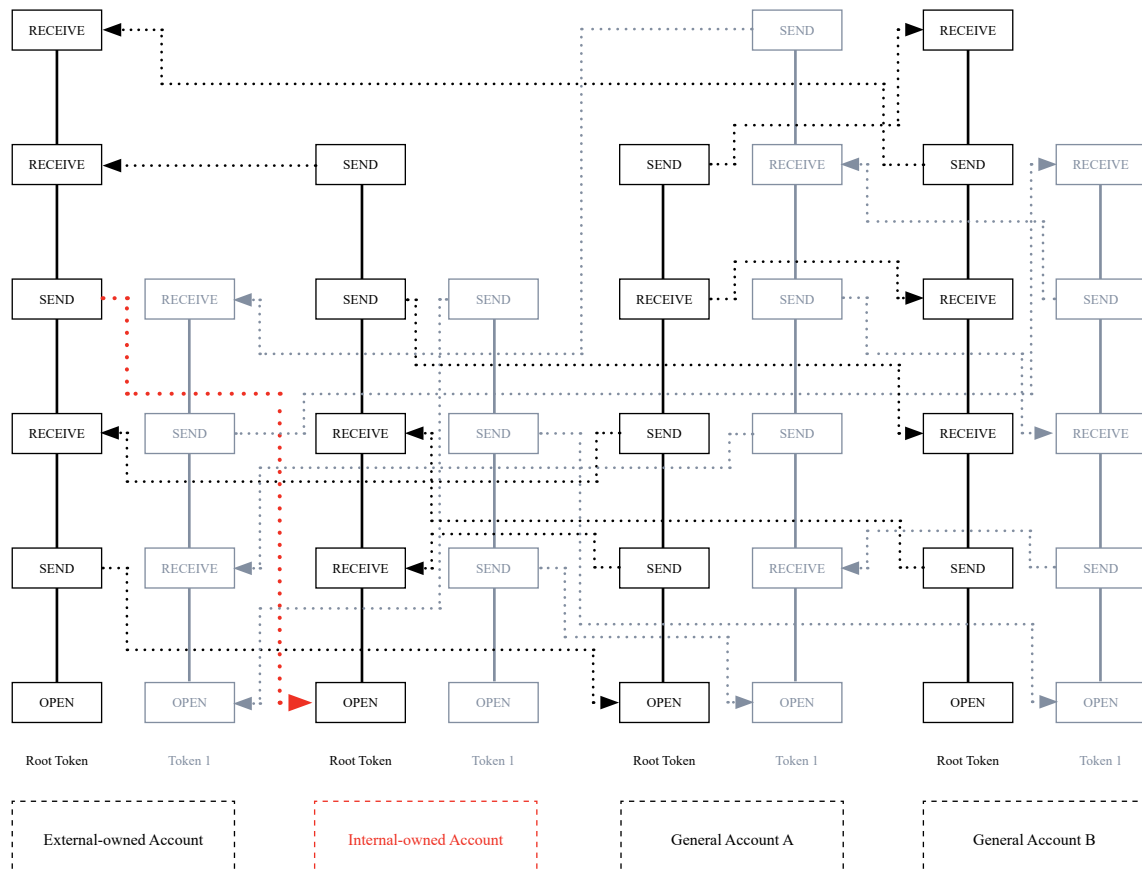 RECEIVE
SEND
RECEIVE
RECEIVE
SEND
SEND
RECEIVE
SEND
RECEIVE
SEND
RECEIVE
SEND
SEND
RECEIVE
SEND
RECEIVE
SEND
RECEIVE
SEND
RECEIVE
SEND
SEND
SEND
RECEIVE
RECEIVE
SEND
RECEIVE
RECEIVE
SEND
SEND
RECEIVE
SEND
SEND
OPEN
OPEN
OPEN
OPEN
OPEN
OPEN
OPEN
OPEN
Root Token
Token 1
Root Token
Token 1
Root Token
Token 1
Root Token
Token 1
External-owned Account
Internal-owned Account
General Account A
General Account B